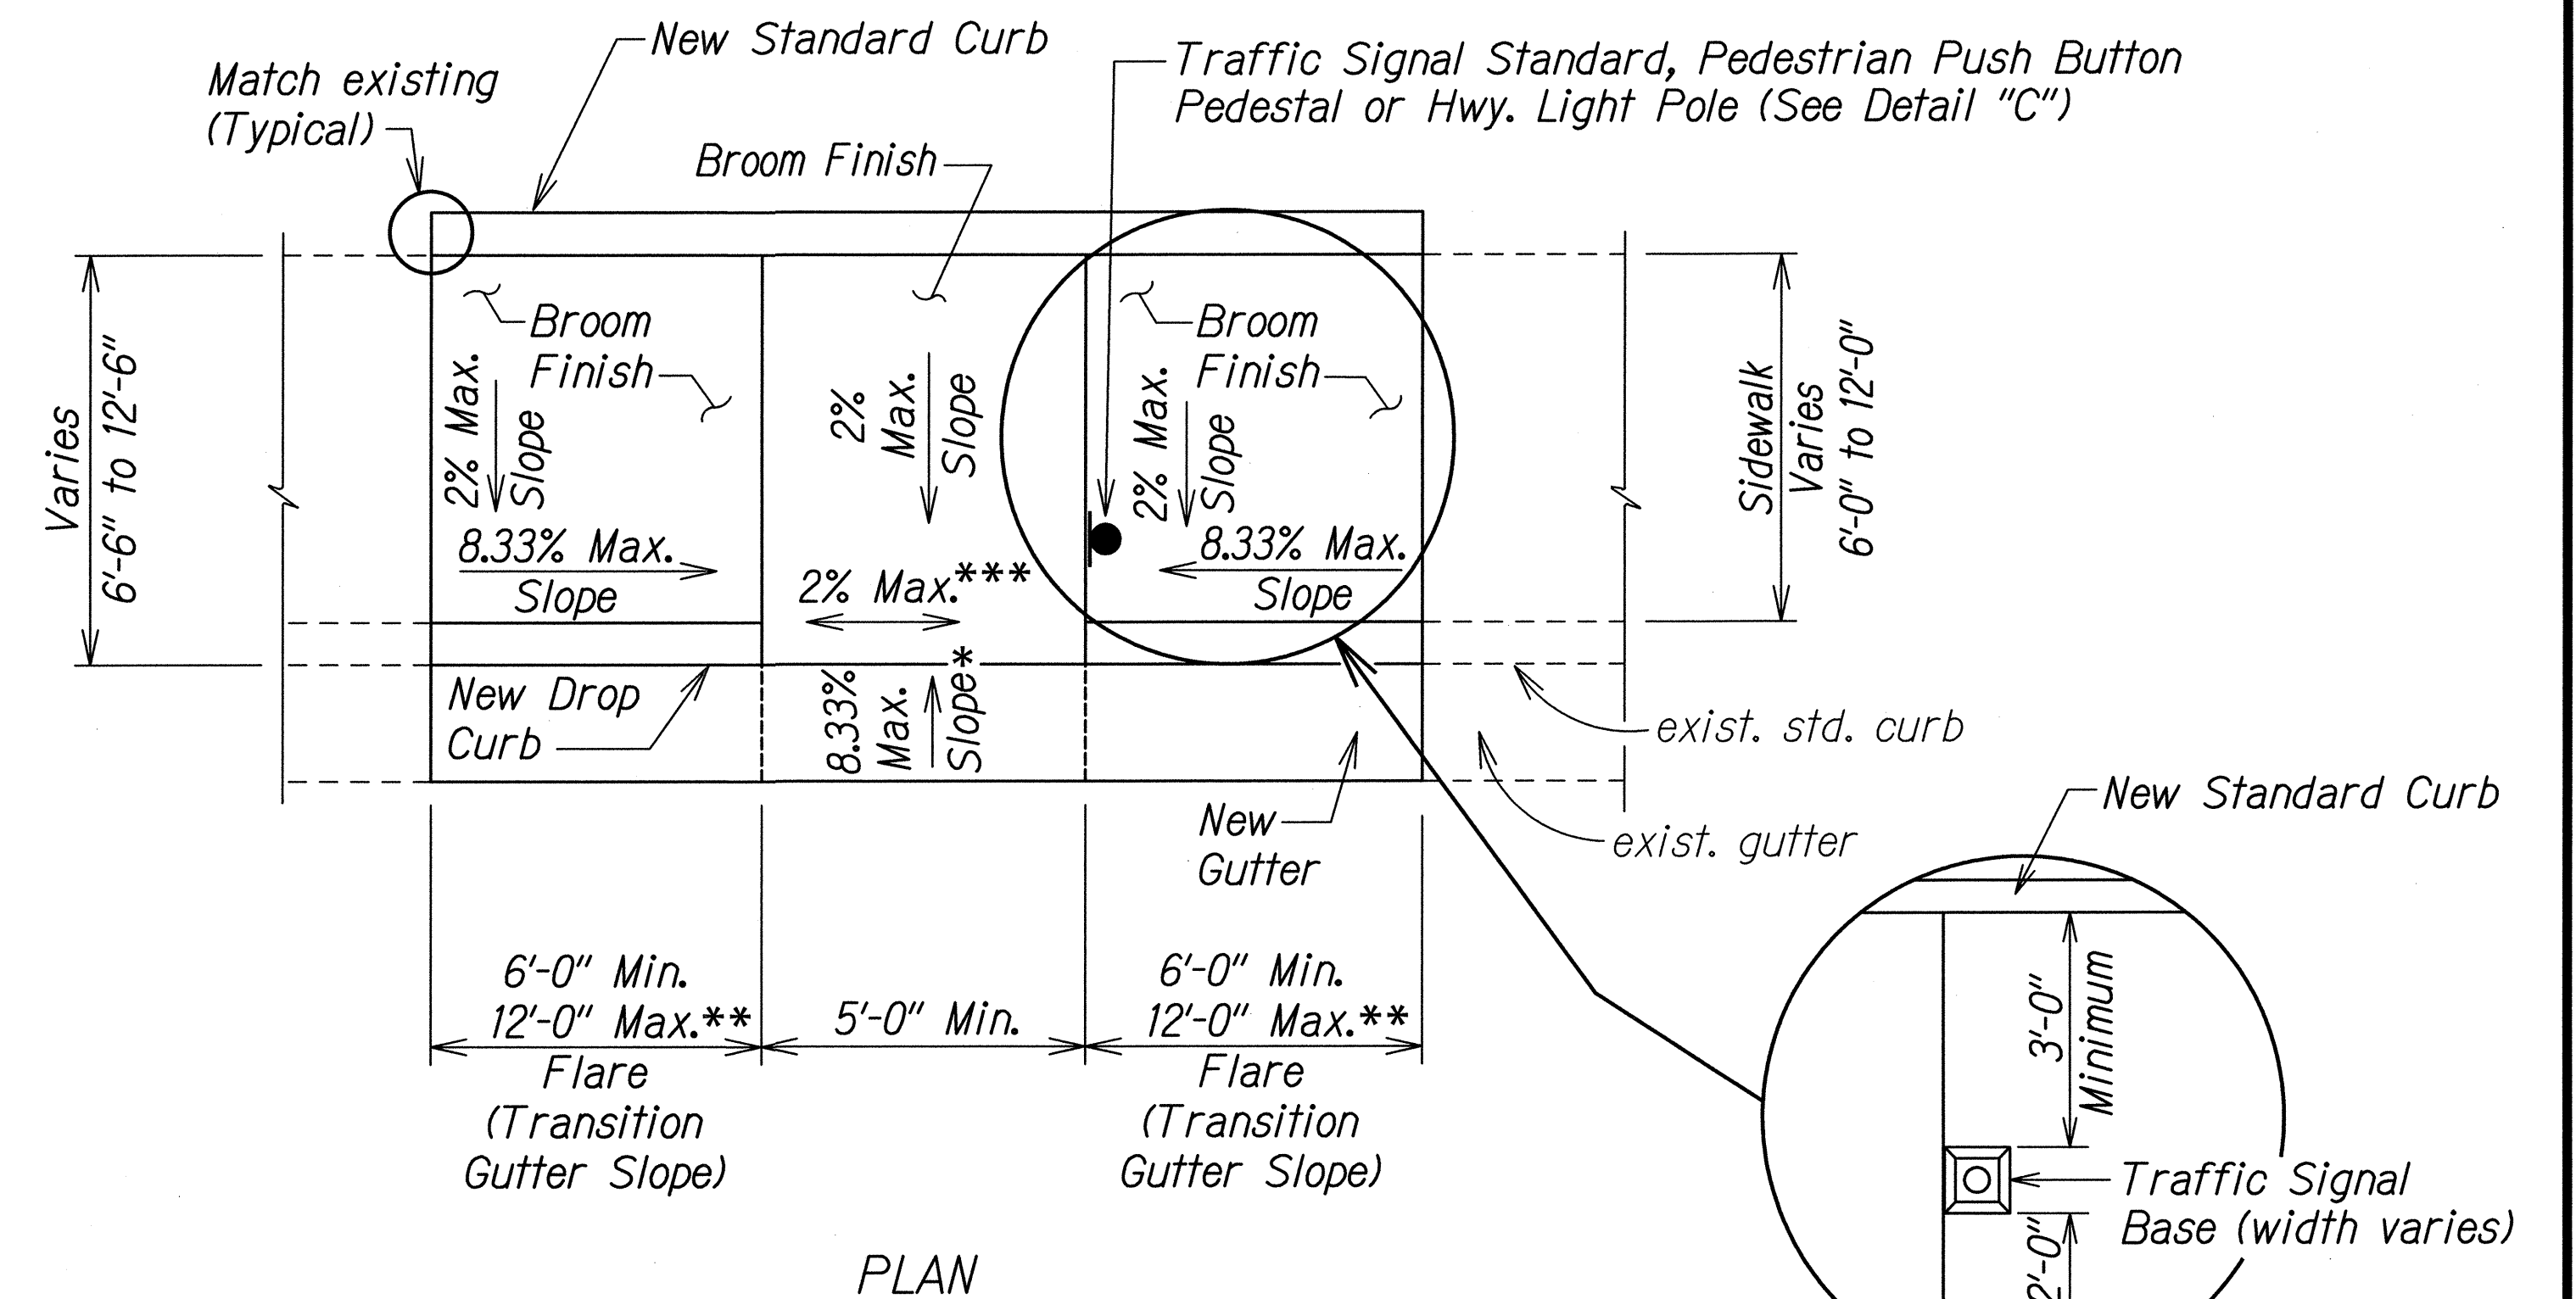 New Standard Curb
Match existing
(Typical)
Traffic Signal Standard, Pedestrian Push Button
Pedestal or Hwy. Light Pole (See Detail "C")
Broom Finish
Varies
6'-6" to 12'-6"
Broom
Finish
2% Max.
Slope
8.33% Max.
Slope
2%
Max.
Slope
2% Max.***
8.33%
Max.
Slope*
Broom
Finish
2% Max.
Slope
8.33% Max.
Slope
Sidewalk
Varies
6'-0" to 12'-0"
New Drop
Curb
exist. std. curb
New
Gutter
exist. gutter
New Standard Curb
6'-0" Min.
12'-0" Max.**
Flare
(Transition
Gutter Slope)
5'-0" Min.
6'-0" Min.
12'-0" Max.**
Flare
(Transition
Gutter Slope)
3'-0"
Minimum
Traffic Signal
Base (width varies)
2'-0"
PLAN